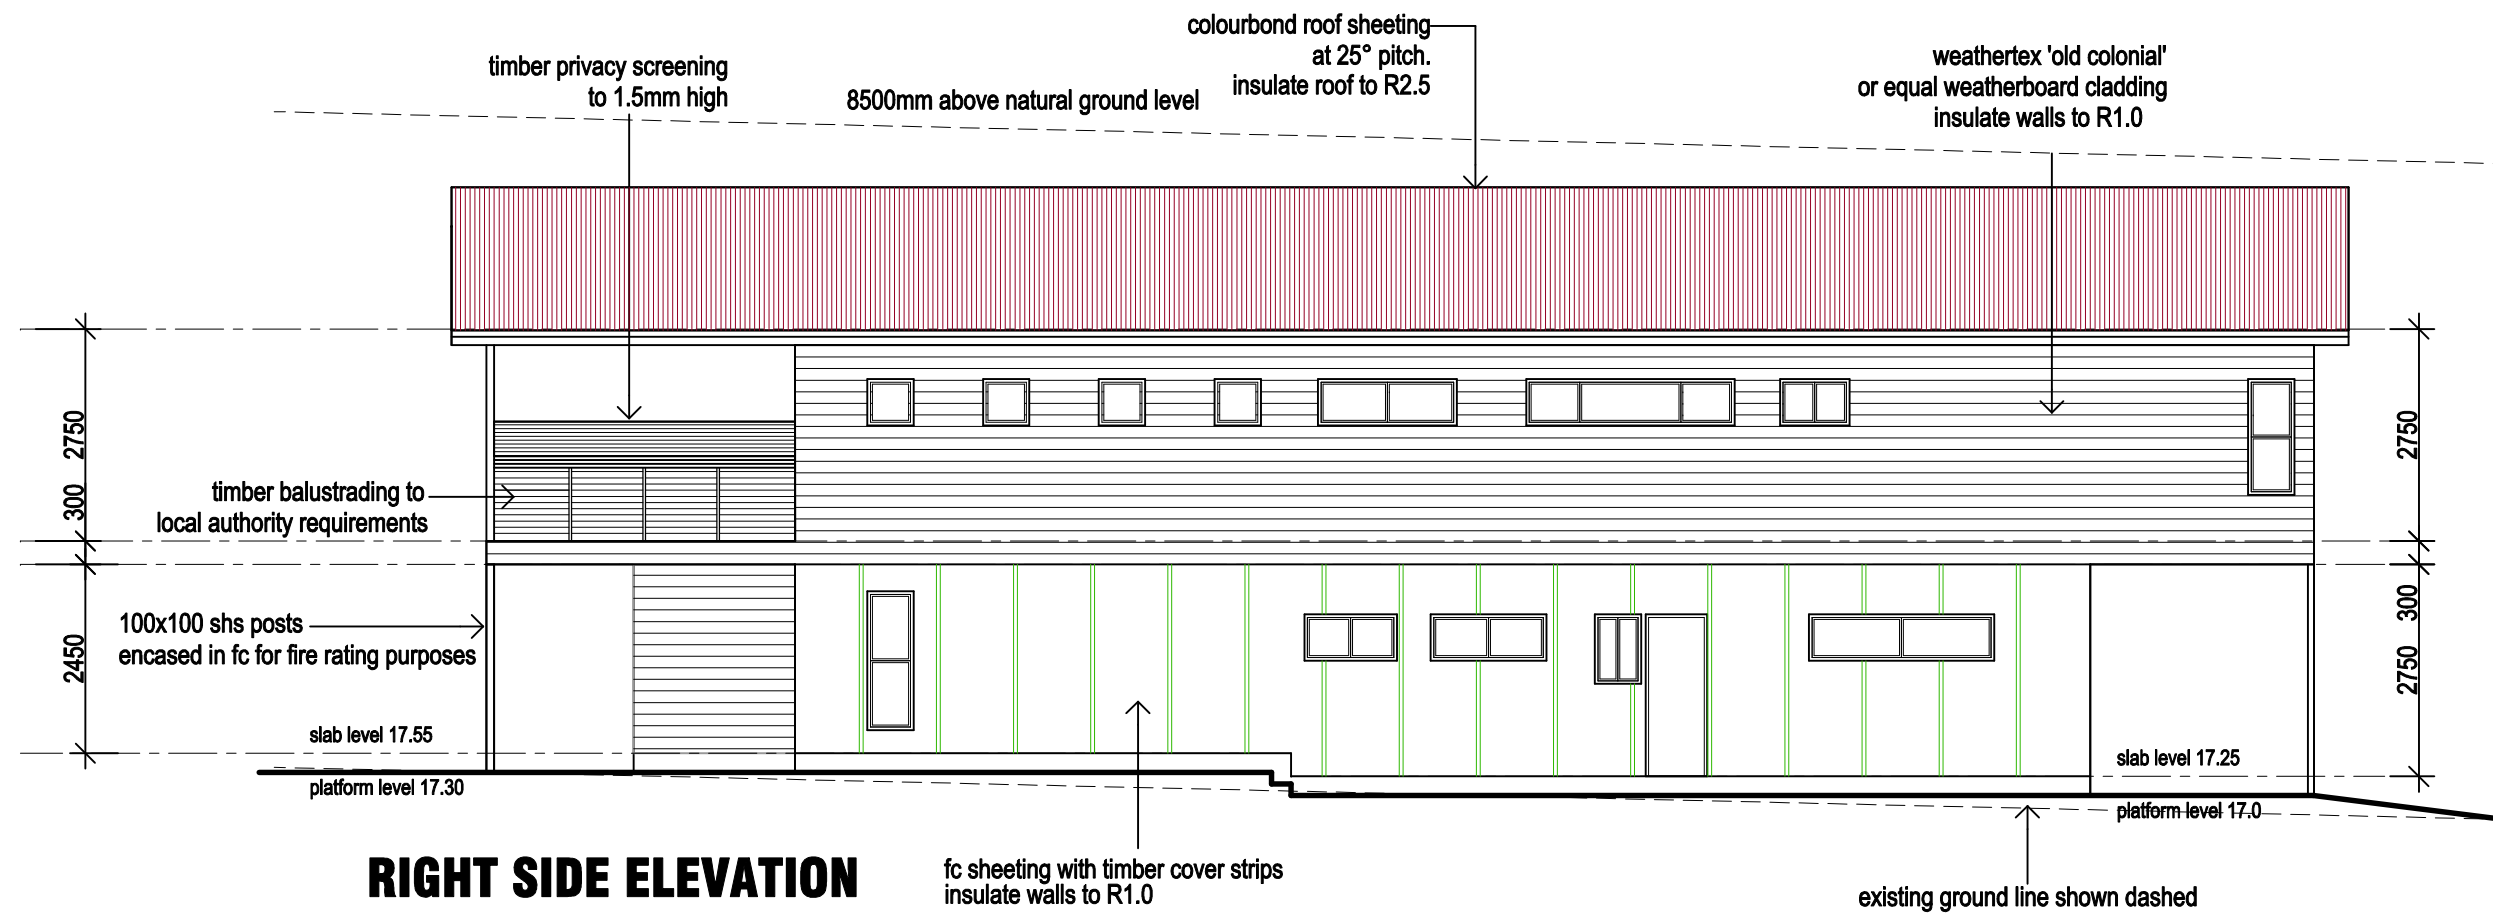 colourbond roof sheeting
at 25° pitch.
insulate roof to R2.5
timber privacy screening
to 1.5mm high
8500mm above natural ground level
weathertex 'old colonial'
or equal weatherboard cladding
insulate walls to R1.0
2750
300
2450
2750
300
2750
timber balustrading to
local authority requirements
100x100 shs posts
encased in fc for fire rating purposes
slab level 17.55
platform level 17.30
slab level 17.25
platform level 17.0
RIGHT SIDE ELEVATION
fc sheeting with timber cover strips
insulate walls to R1.0
existing ground line shown dashed